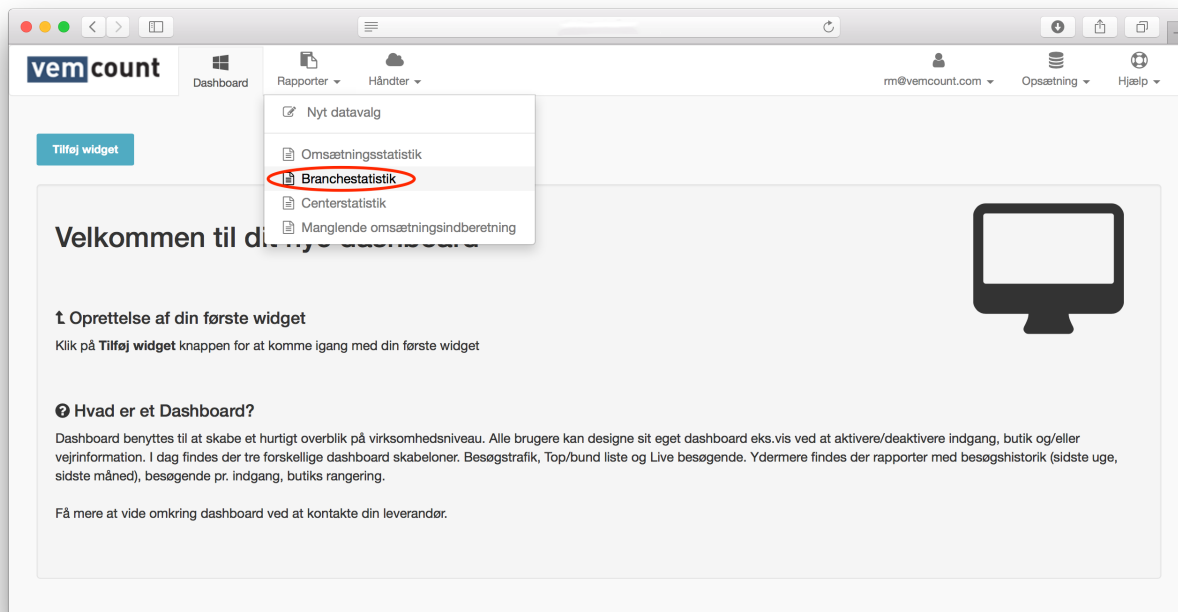 vemcount
Dashboard
Rapporter
Håndter
rm@vemcount.com
Opsætning
Hjælp
Nyt datavalg
Omsætningsstatistik
Branchestatistik
Centerstatistik
Manglende omsætningsindberetning
Tilføj widget
Velkommen til dit nye dashboard
Oprettelse af din første widget
Klik på Tilføj widget knappen for at komme igang med din første widget
Hvad er et Dashboard?
Dashboard benyttes til at skabe et hurtigt overblik på virksomhedsniveau. Alle brugere kan designe sit eget dashboard eks.vis ved at aktivere/deaktivere indgang, butik og/eller
vejrinformation. I dag findes der tre forskellige dashboard skabeloner. Besøgstrafik, Top/bund liste og Live besøgende. Ydermere findes der rapporter med besøgshistorik (sidste uge,
sidste måned), besøgende pr. indgang, butiks rangering.
Få mere at vide omkring dashboard ved at kontakte din leverandør.